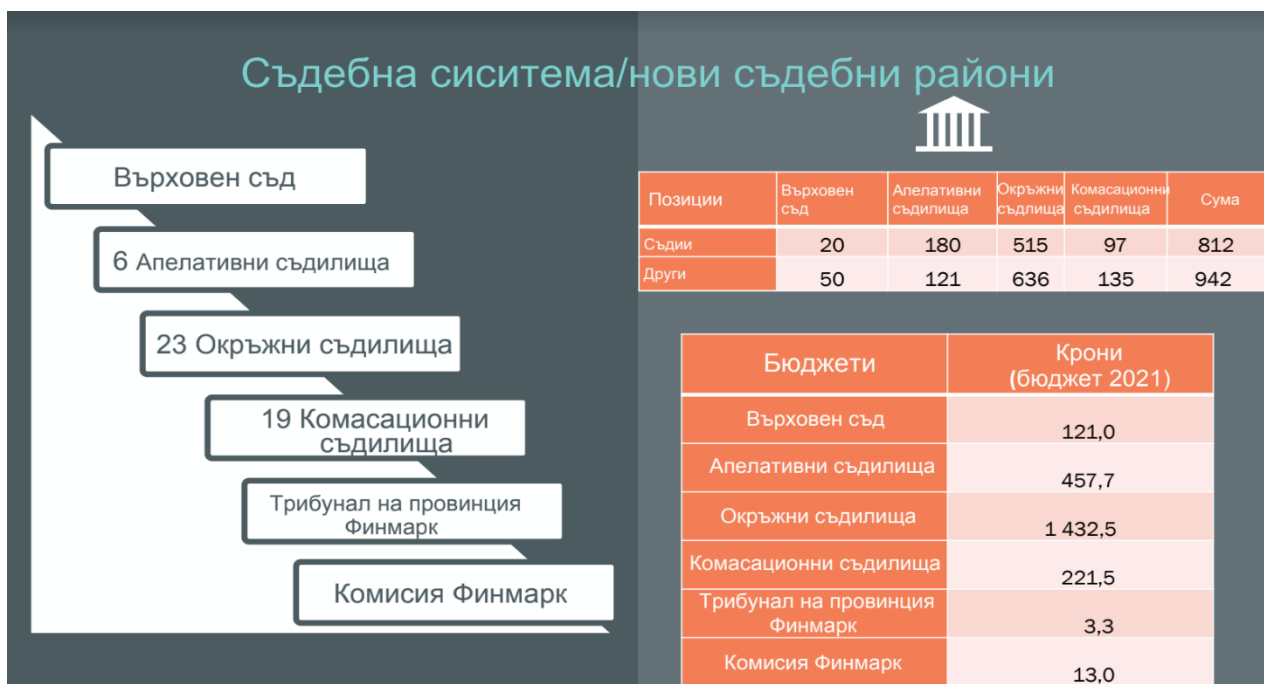 Съдебна сиситема/нови съдебни райони
Върховен съд
6 Апелативни съдилища
23 Окръжни съдилища
19 Комасационни
съдилища
Трибунал на провинция
Финмарк
Комисия Финмарк
Позиции Върховен съд Апелативни съдилища Окръжни съдлища Комасационни съдилища Сума
Съдии 20 180 515 97 812
Други 50 121 636 135 942
Бюджети Крони
(бюджет 2021)
Върховен съд 121,0
Апелативни съдилища 457,7
Окръжни съдилища 1 432,5
Комасационни съдилища 221,5
Трибунал на провинция
Финмарк 3,3
Комисия Финмарк 13,0